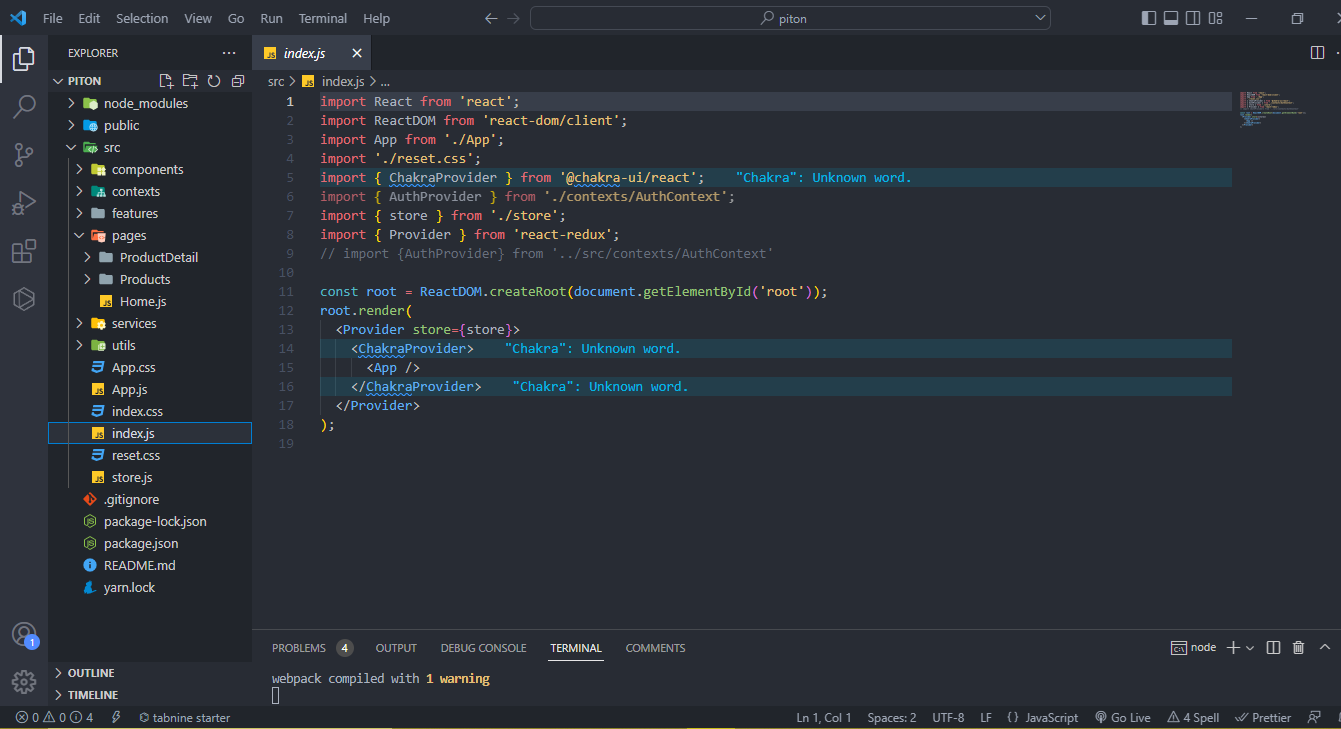 File Edit Selection View Go Run Terminal Help
piton
EXPLORER
PITON
node_modules
public
src
components
contexts
features
pages
ProductDetail
Products
Home.js
services
utils
App.css
App.js
index.css
index.js
reset.css
store.js
.gitignore
package-lock.json
package.json
README.md
yarn.lock
1
OUTLINE
TIMELINE
index.js
src > index.js > ...
1 import React from 'react';
2 import ReactDOM from 'react-dom/client';
3 import App from './App';
4 import './reset.css';
5 import { ChakraProvider } from '@chakra-ui/react'; "Chakra": Unknown word.
6 import { AuthProvider } from './contexts/AuthContext';
7 import { store } from './store';
8 import { Provider } from 'react-redux';
9 // import {AuthProvider} from '../src/contexts/AuthContext'
10
11 const root = ReactDOM.createRoot(document.getElementById('root'));
12 root.render(
13 <Provider store={store}>
14 <ChakraProvider> "Chakra": Unknown word.
15 <App />
16 </ChakraProvider> "Chakra": Unknown word.
17 </Provider>
18 );
19
PROBLEMS 4 OUTPUT DEBUG CONSOLE TERMINAL COMMENTS
node
webpack compiled with 1 warning
0 0 4 tabnine starter
Ln 1, Col 1 Spaces: 2 UTF-8 LF {} JavaScript Go Live 4 Spell Prettier